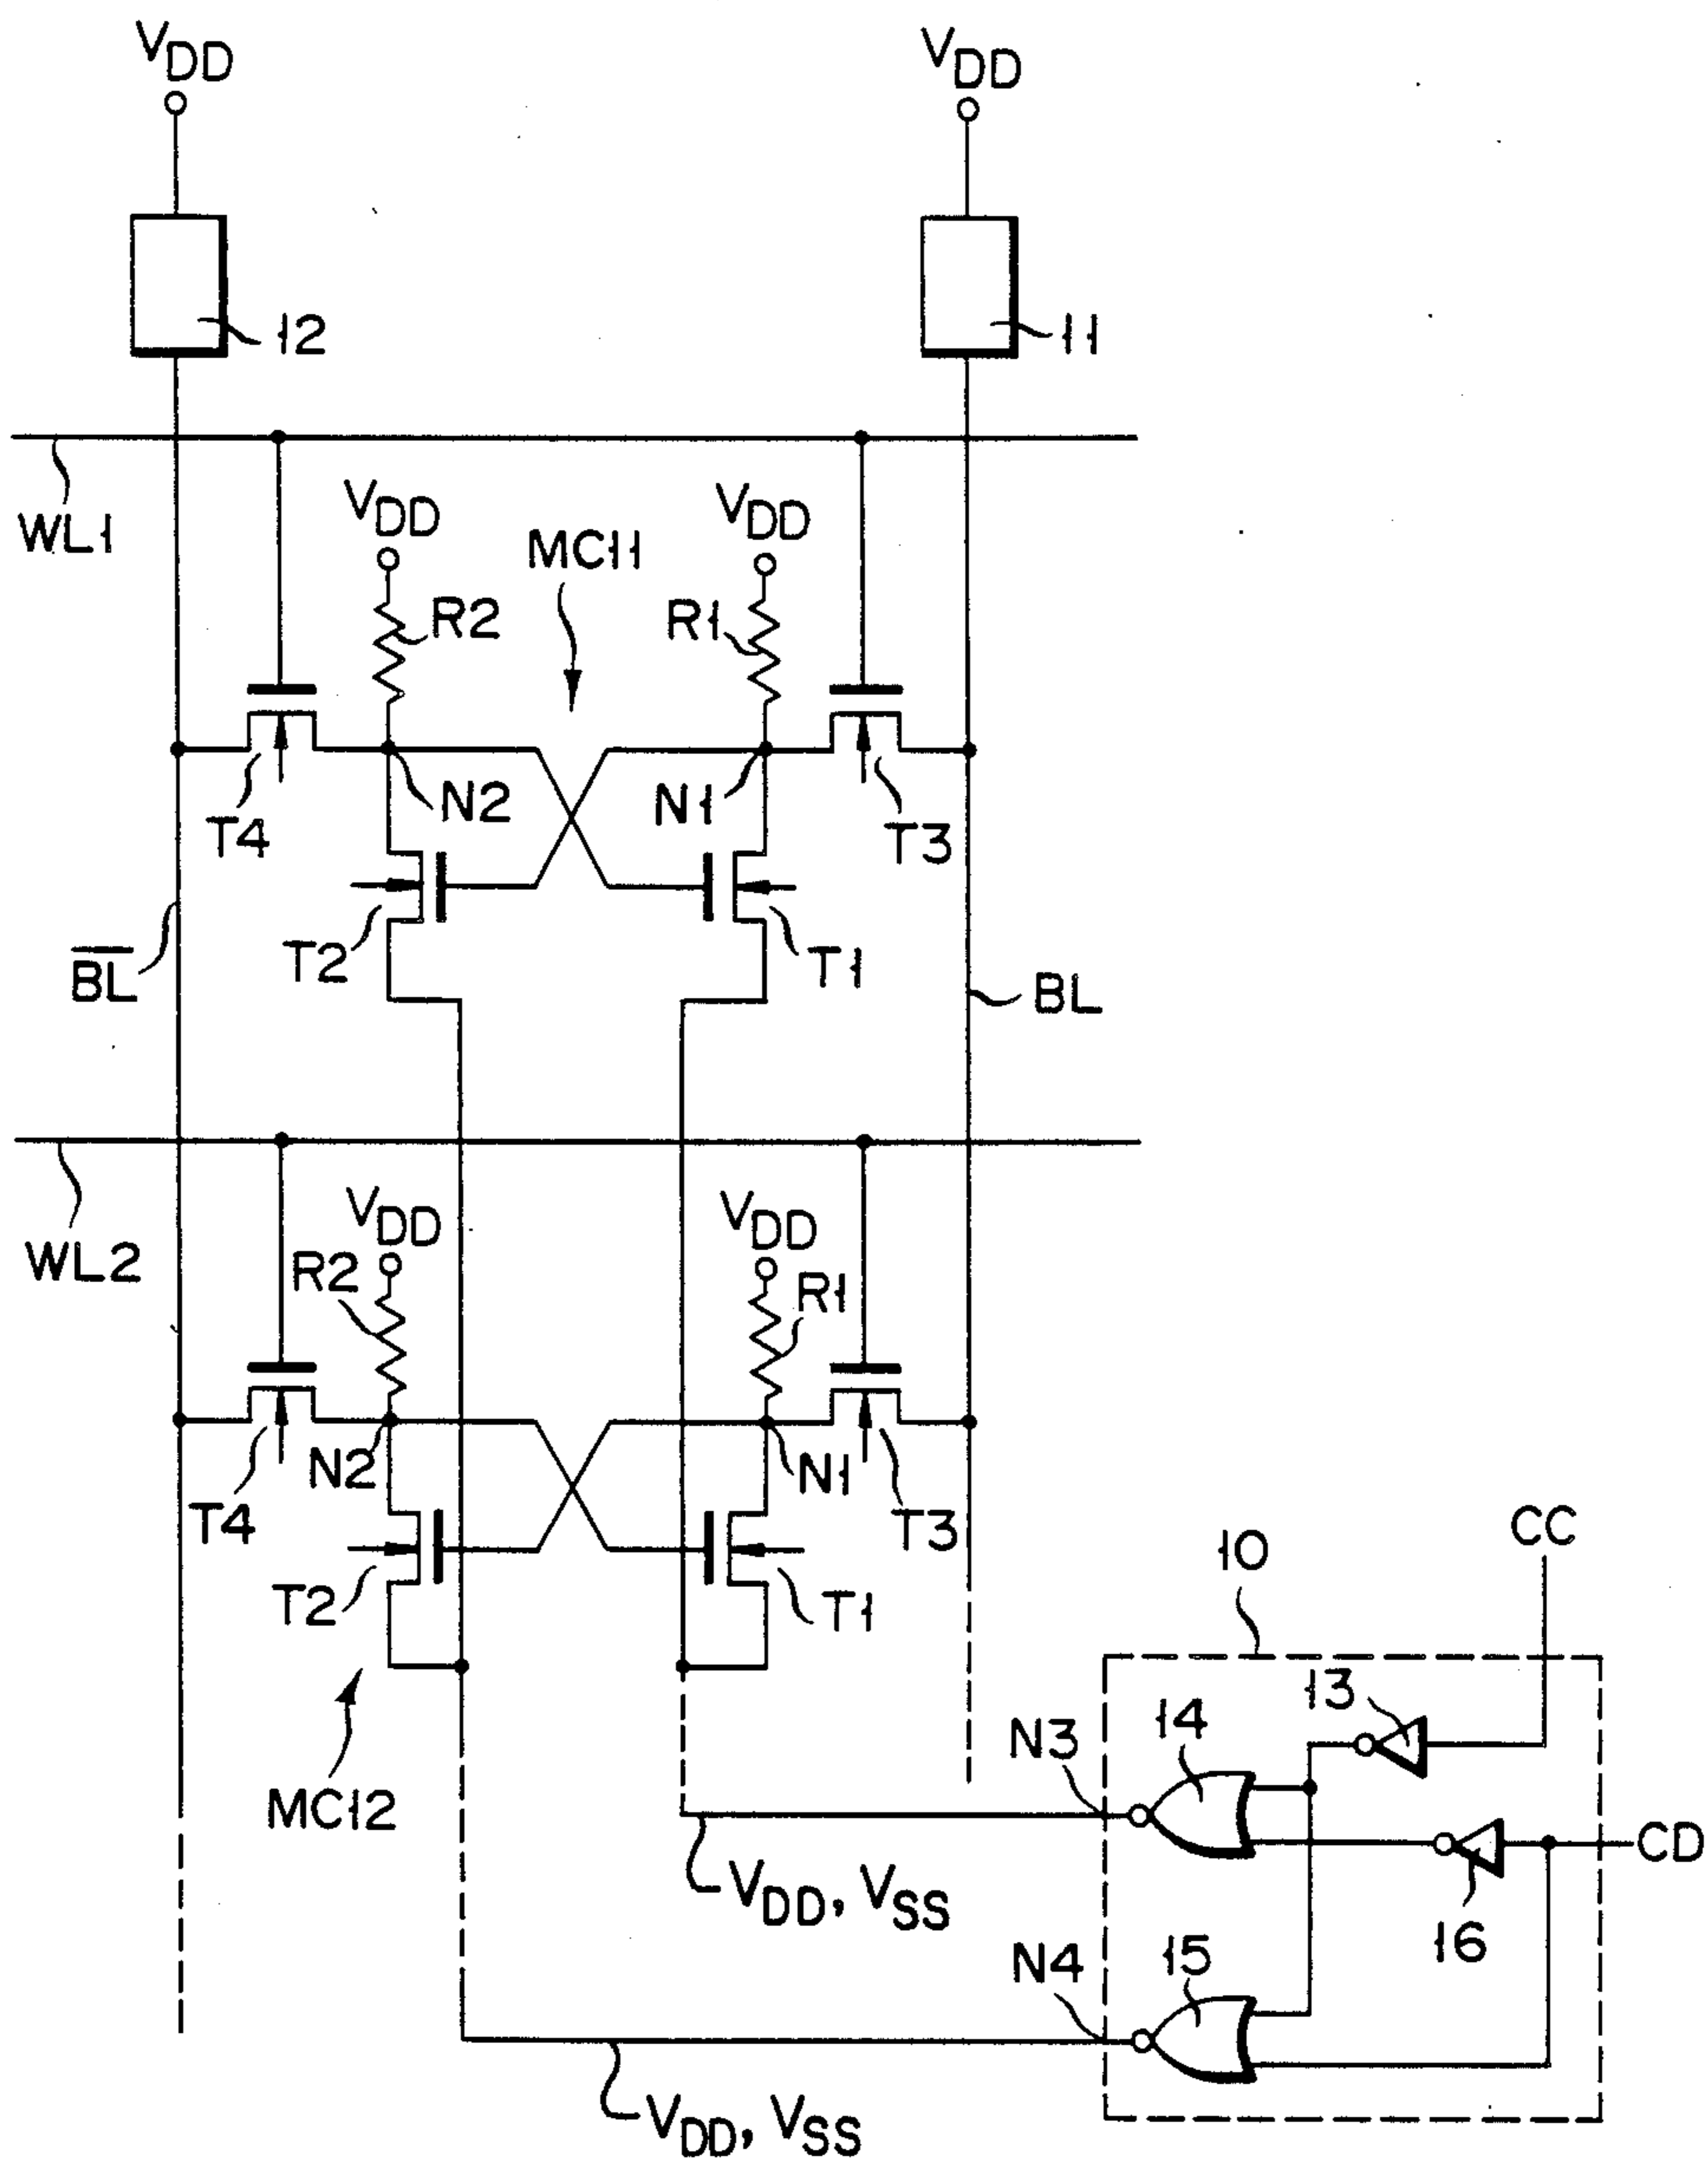 VDD VDD
12 11
WL1
VDD VDD
MC11
R2 R1
N2 N1
T4 T3
T2 T1
B̅L̅ BL
WL2
VDD VDD
R2 R1
N2 N1
T4 T3
T2 T1
MC12
CC
10
13
14
N3
CD
VDD, VSS
16
15
N4
VDD, VSS